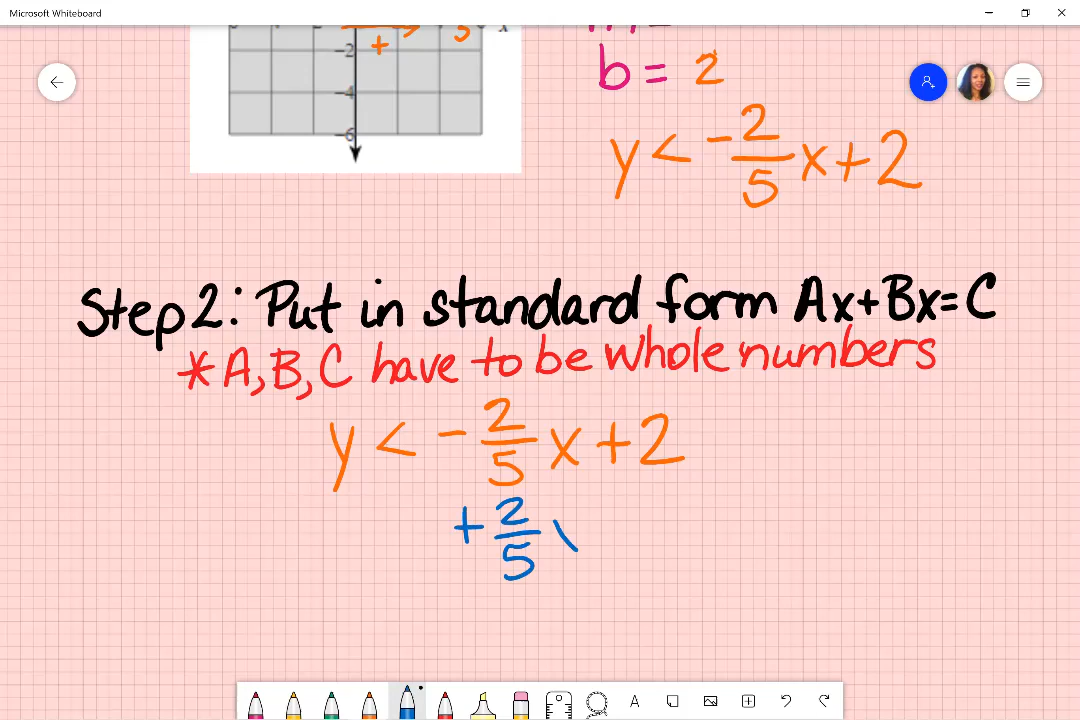 Microsoft Whiteboard
x
+ 5
-2
-4
-6
b = 2
y < - 2/5 x + 2
Step 2: Put in standard form Ax+Bx=C
* A, B, C have to be whole numbers
y < - 2/5 x + 2
+ 2/5
A